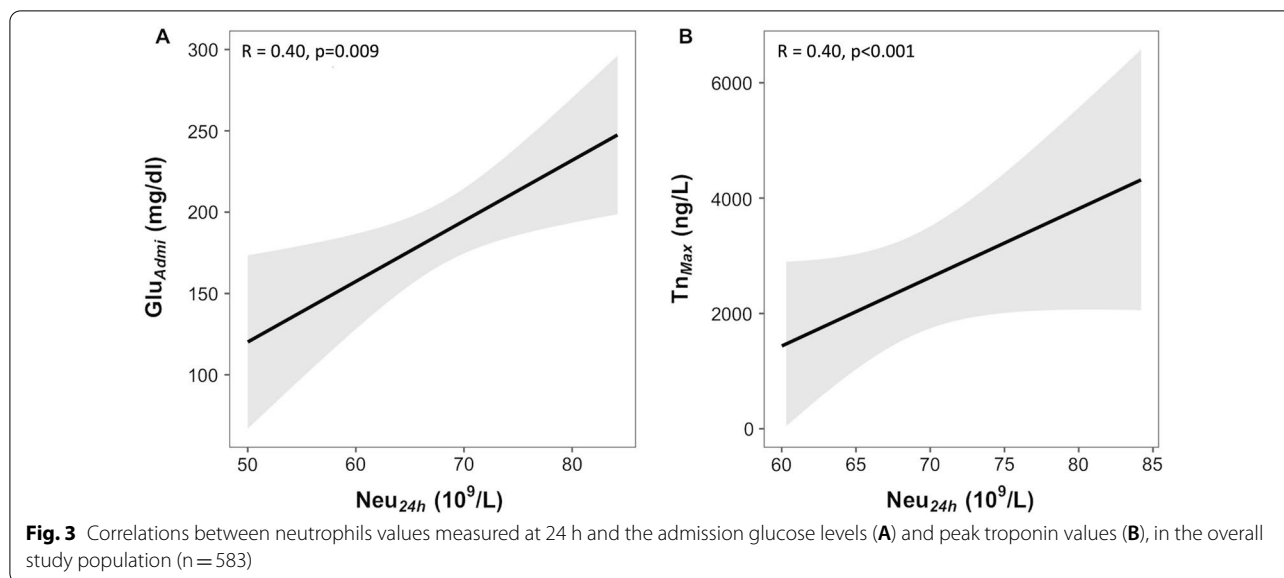 A
R = 0.40, p=0.009
300
250
200
150
100
Glu_Admi (mg/dl)
50 60 70 80
Neu_24h (10^9/L)
B
R = 0.40, p<0.001
6000
4000
2000
0
Tn_Max (ng/L)
60 65 70 75 80 85
Neu_24h (10^9/L)
Fig. 3 Correlations between neutrophils values measured at 24 h and the admission glucose levels (A) and peak troponin values (B), in the overall
study population (n = 583)